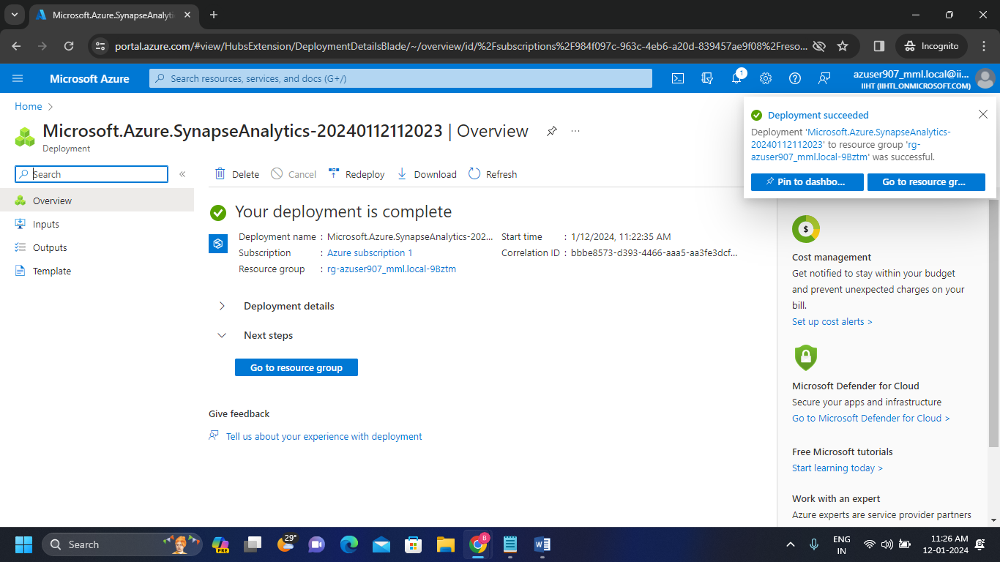 Microsoft.Azure.SynapseAnalyti
portal.azure.com/#view/HubsExtension/DeploymentDetailsBlade/~/overview/id/%2Fsubscriptions%2F984f097c-963c-4eb6-a20d-839457ae9f08%2Freso...
Incognito
Microsoft Azure
Search resources, services, and docs (G+/)
1
azuser907_mml.local@ii...
IIHT (IIHTL.ONMICROSOFT.COM)
Home
Microsoft.Azure.SynapseAnalytics-20240112112023 | Overview
Deployment
Deployment succeeded
Deployment 'Microsoft.Azure.SynapseAnalytics-
20240112112023' to resource group 'rg-
azuser907_mml.local-9Bztm' was successful.
Pin to dashbo...
Go to resource gr...
Search
Delete
Cancel
Redeploy
Download
Refresh
Overview
Inputs
Outputs
Template
Your deployment is complete
Deployment name : Microsoft.Azure.SynapseAnalytics-202...
Subscription : Azure subscription 1
Resource group : rg-azuser907_mml.local-9Bztm
Start time : 1/12/2024, 11:22:35 AM
Correlation ID : bbbe8573-d393-4466-aaa5-aa3fe3dcf...
Deployment details
Next steps
Go to resource group
Give feedback
Tell us about your experience with deployment
$
Cost management
Get notified to stay within your budget
and prevent unexpected charges on your
bill.
Set up cost alerts >
Microsoft Defender for Cloud
Secure your apps and infrastructure
Go to Microsoft Defender for Cloud >
Free Microsoft tutorials
Start learning today >
Work with an expert
Azure experts are service provider partners
Search
PRE
29°
8
W
ENG
IN
11:26 AM
12-01-2024